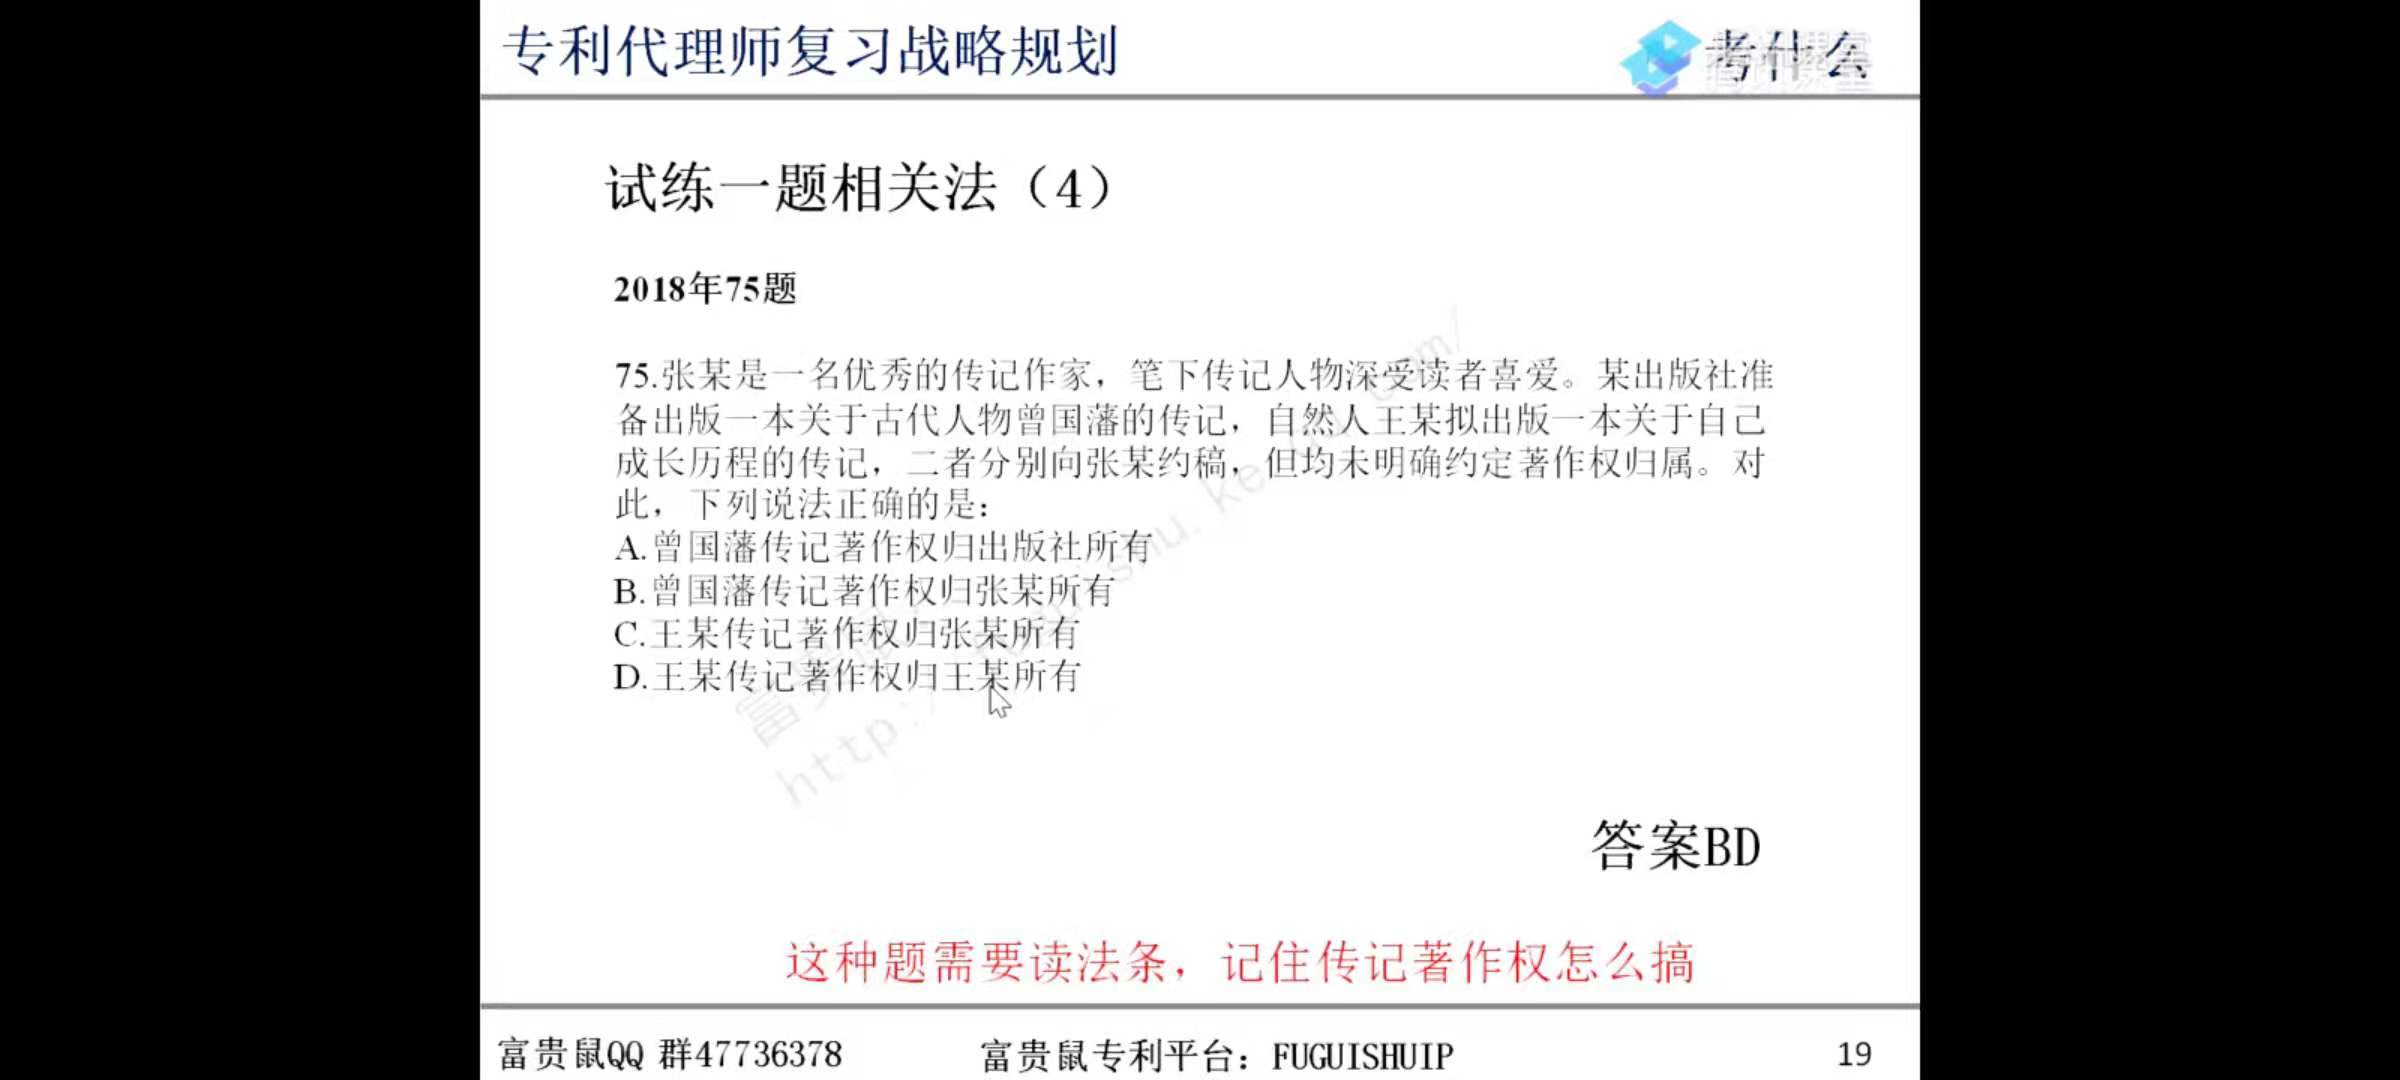 专利代理师复习战略规划
考什么
试练一题相关法（4）
2018年75题
75.张某是一名优秀的传记作家，笔下传记人物深受读者喜爱。某出版社准
备出版一本关于古代人物曾国藩的传记，自然人王某拟出版一本关于自己
成长历程的传记，二者分别向张某约稿，但均未明确约定著作权归属。对
此，下列说法正确的是：
A.曾国藩传记著作权归出版社所有
B.曾国藩传记著作权归张某所有
C.王某传记著作权归张某所有
D.王某传记著作权归王某所有
答案BD
这种题需要读法条，记住传记著作权怎么搞
富贵鼠QQ 群47736378
富贵鼠专利平台：FUGUISHUIP
19